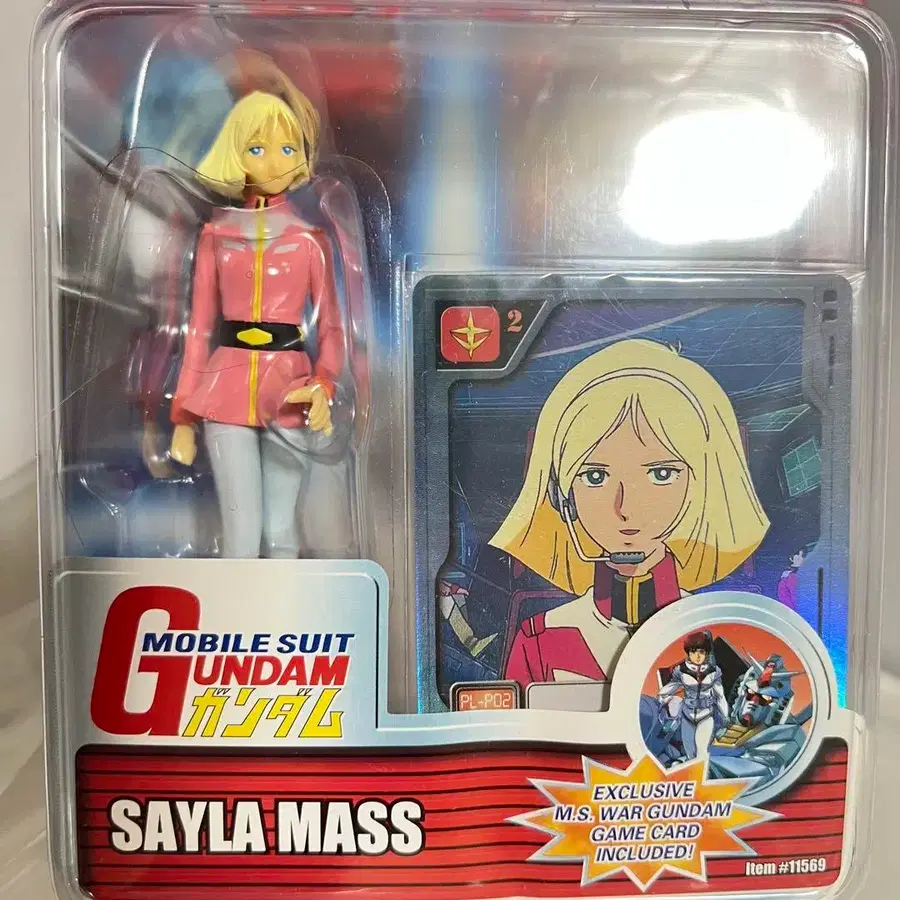 2
PL-P02
MOBILE SUIT
GUNDAM
ガンダム
SAYLA MASS
EXCLUSIVE
M.S. WAR GUNDAM
GAME CARD
INCLUDED!
Item #11569